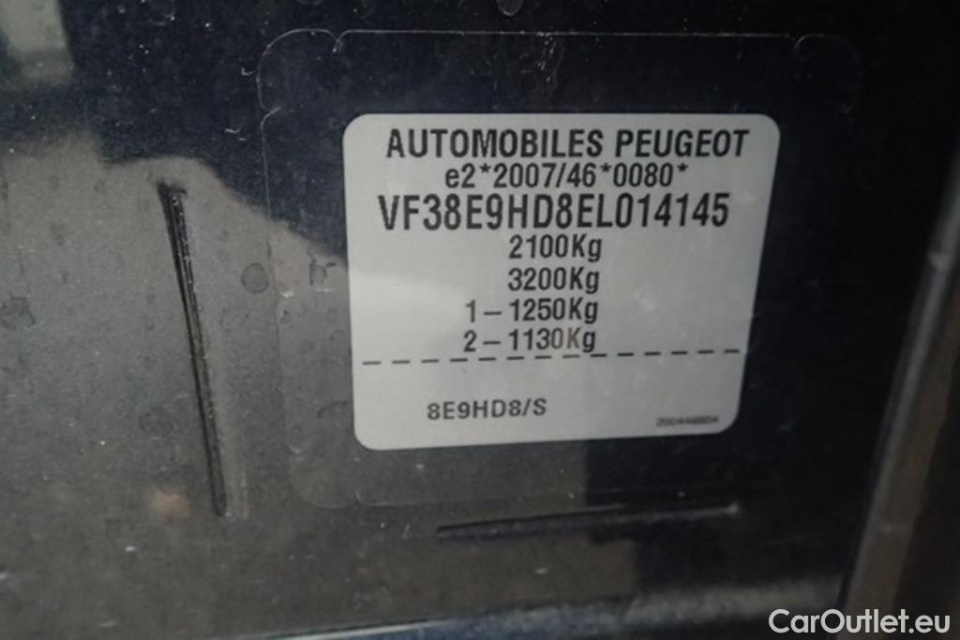 AUTOMOBILES PEUGEOT
e2*2007/46*0080*
VF38E9HD8EL014145
2100Kg
3200Kg
1–1250Kg
2–1130Kg
8E9HD8/S
CarOutlet.eu